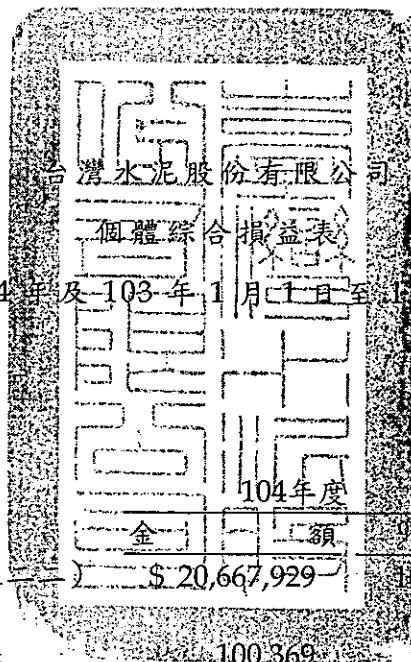 台灣水泥股份有限公司
個體綜合損益表
4年及103年1月1日至1
104年度
金 額
) $ 20,667,929
100,369